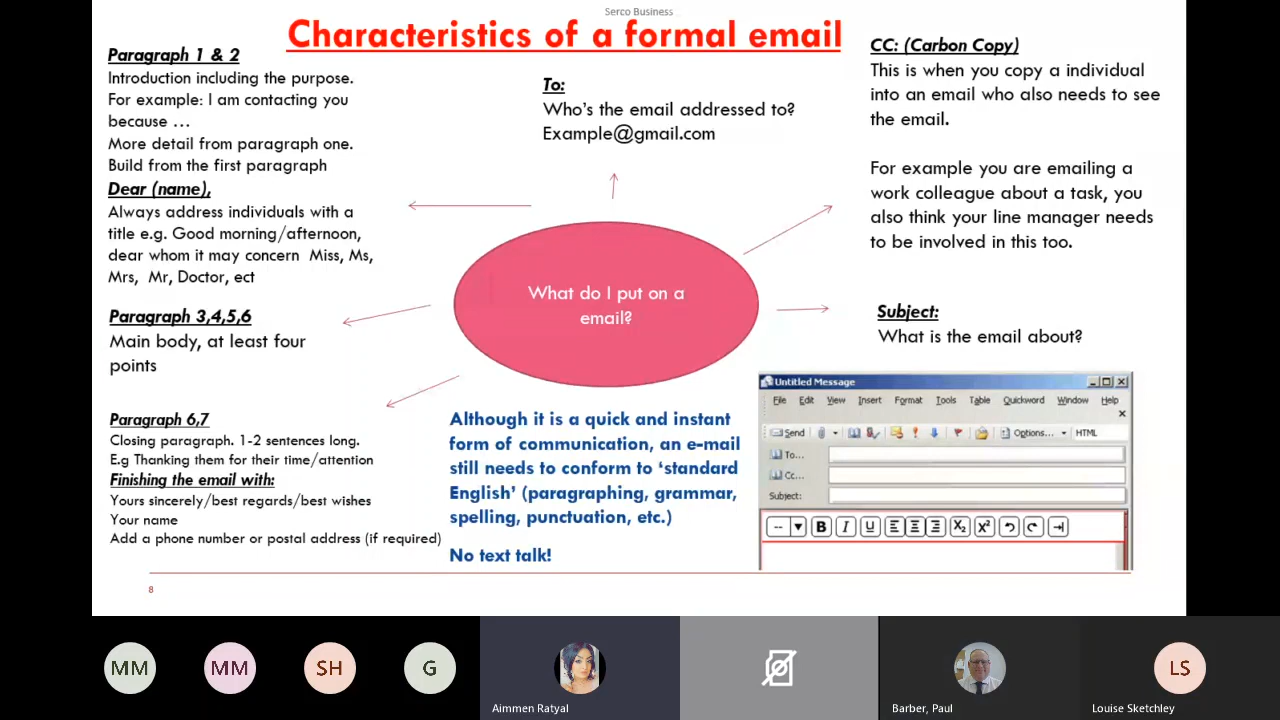 Serco Business
Characteristics of a formal email
Paragraph 1 & 2
Introduction including the purpose.
For example: I am contacting you
because …
More detail from paragraph one.
Build from the first paragraph
Dear (name),
Always address individuals with a
title e.g. Good morning/afternoon,
dear whom it may concern  Miss, Ms,
Mrs,  Mr, Doctor, ect
Paragraph 3,4,5,6
Main body, at least four
points
Paragraph 6,7
Closing paragraph. 1-2 sentences long.
E.g Thanking them for their time/attention
Finishing the email with:
Yours sincerely/best regards/best wishes
Your name
Add a phone number or postal address (if required)
To:
Who's the email addressed to?
Example@gmail.com
What do I put on a
email?
Although it is a quick and instant
form of communication, an e-mail
still needs to conform to 'standard
English' (paragraphing, grammar,
spelling, punctuation, etc.)
No text talk!
CC: (Carbon Copy)
This is when you copy a individual
into an email who also needs to see
the email.
For example you are emailing a
work colleague about a task, you
also think your line manager needs
to be involved in this too.
Subject:
What is the email about?
Untitled Message
File Edit View Insert Format Tools Table Quickword Window Help
Send Options... HTML
To...
Cc...
Subject:
-- B I U X₂ X²
8
MM
MM
SH
G
LS
Aimmen Ratyal
Barber, Paul
Louise Sketchley